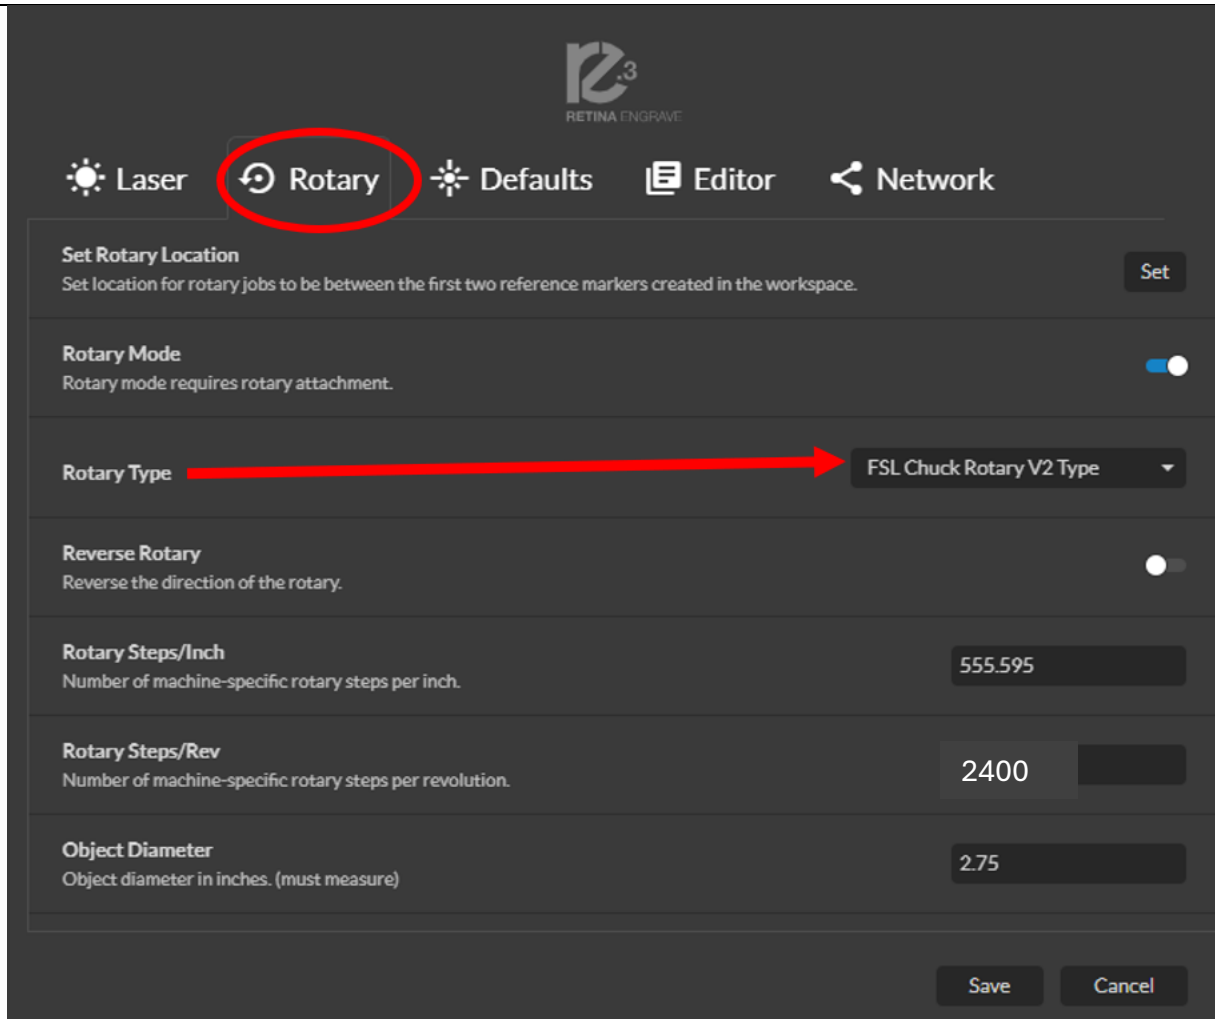 re.3
RETINA ENGRAVE
Laser Rotary Defaults Editor Network
Set Rotary Location
Set location for rotary jobs to be between the first two reference markers created in the workspace.
Set
Rotary Mode
Rotary mode requires rotary attachment.
Rotary Type
FSL Chuck Rotary V2 Type
Reverse Rotary
Reverse the direction of the rotary.
Rotary Steps/Inch
Number of machine-specific rotary steps per inch.
555.595
Rotary Steps/Rev
Number of machine-specific rotary steps per revolution.
2400
Object Diameter
Object diameter in inches. (must measure)
2.75
Save Cancel